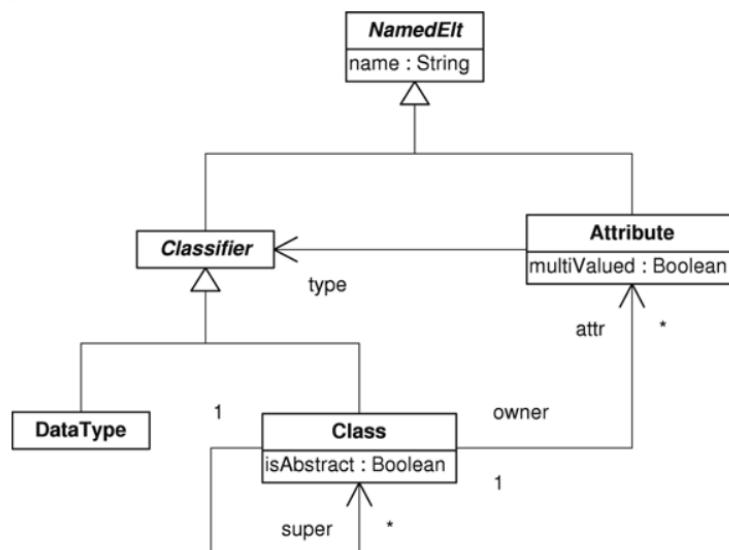 NamedElt
name : String
Classifier
Attribute
multiValued : Boolean
type
attr *
DataType
1
Class
isAbstract : Boolean
owner
1
super *